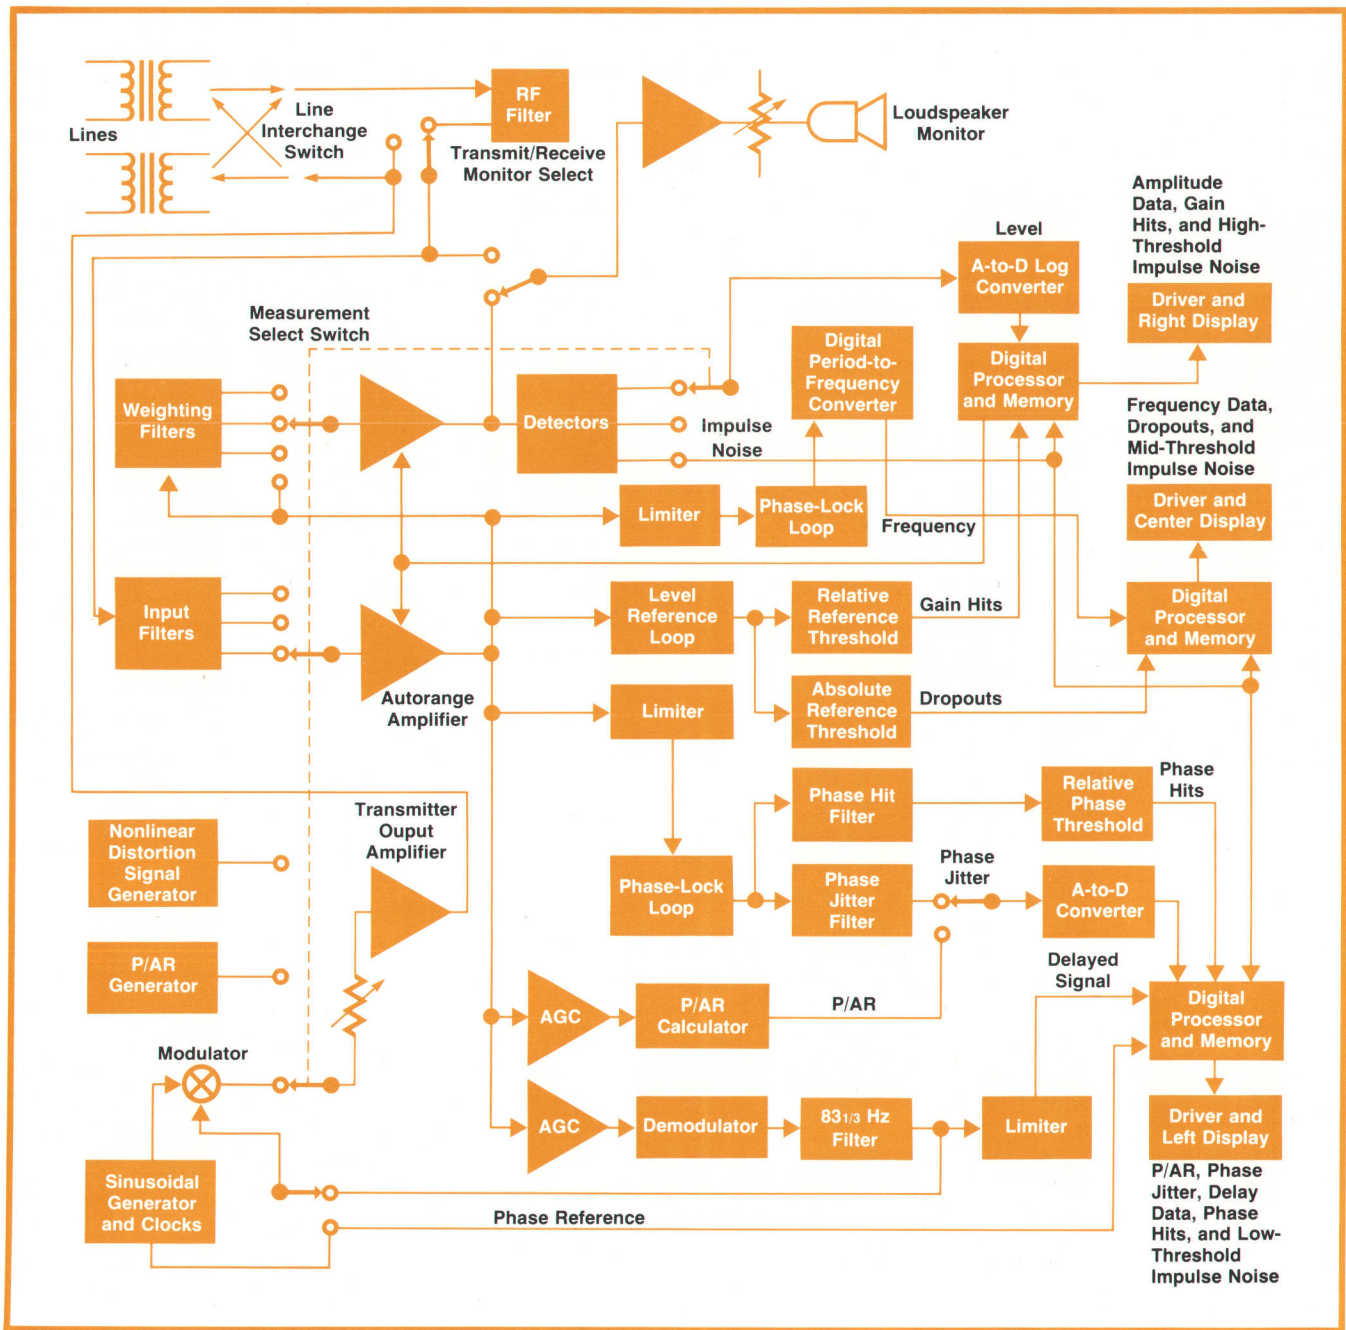 Lines
Line
Interchange
Switch
RF
Filter
Transmit/Receive
Monitor Select
Loudspeaker
Monitor
Amplitude
Data, Gain
Hits, and High-
Threshold
Impulse Noise
Level
A-to-D Log
Converter
Driver and
Right Display
Measurement
Select Switch
Digital
Period-to-
Frequency
Converter
Digital
Processor
and Memory
Weighting
Filters
Detectors
Impulse
Noise
Frequency Data,
Dropouts, and
Mid-Threshold
Impulse Noise
Driver and
Center Display
Limiter
Phase-Lock
Loop
Frequency
Input
Filters
Autorange
Amplifier
Level
Reference
Loop
Relative
Reference
Threshold
Gain Hits
Digital
Processor
and Memory
Limiter
Absolute
Reference
Threshold
Dropouts
Phase Hit
Filter
Relative
Phase
Threshold
Phase
Hits
Transmitter
Ouput
Amplifier
Nonlinear
Distortion
Signal
Generator
Phase-Lock
Loop
Phase
Jitter
Filter
Phase
Jitter
A-to-D
Converter
P/AR
Generator
Delayed
Signal
AGC
P/AR
Calculator
P/AR
Digital
Processor
and Memory
Modulator
AGC
Demodulator
831/3 Hz
Filter
Limiter
Driver and
Left Display
Sinusoidal
Generator
and Clocks
Phase Reference
P/AR, Phase
Jitter, Delay
Data, Phase
Hits, and Low-
Threshold
Impulse Noise